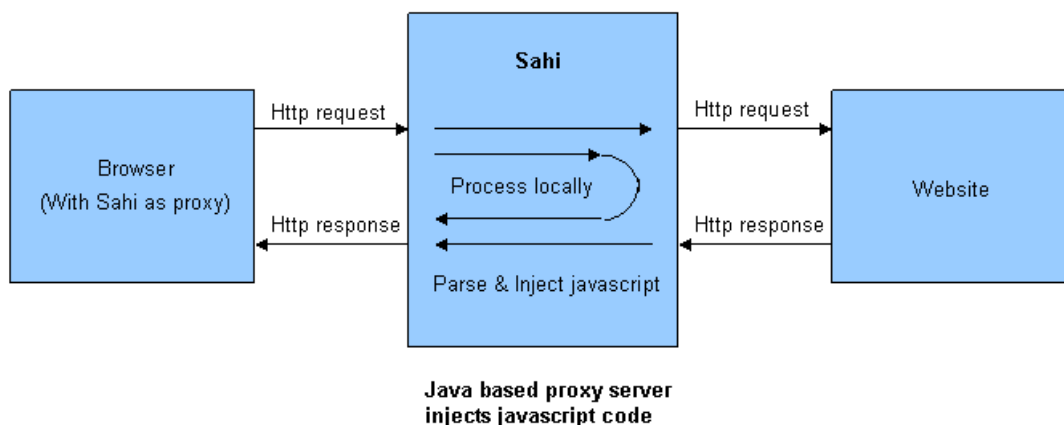 Sahi
Http request
Http request
Browser
(With Sahi as proxy)
Process locally
Website
Http response
Http response
Parse & Inject javascript
Java based proxy server
injects javascript code